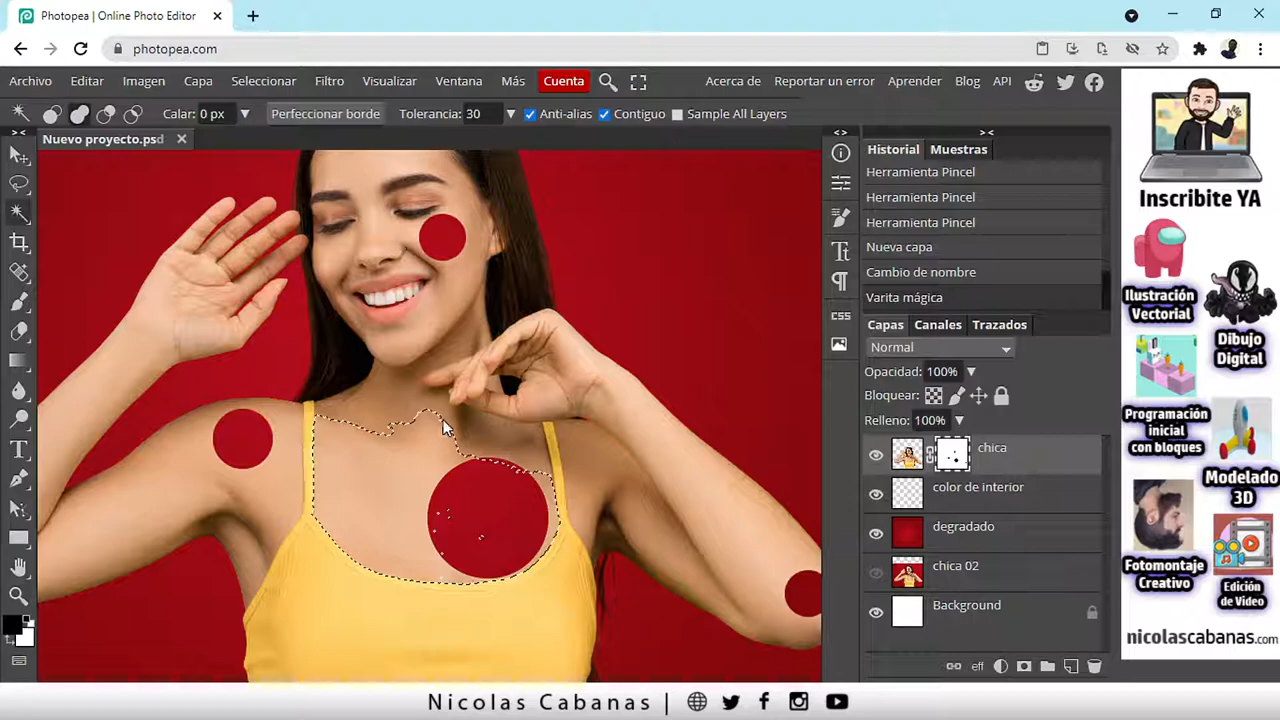 Photopea | Online Photo Editor
photopea.com
Archivo Editar Imagen Capa Seleccionar Filtro Visualizar Ventana Más Cuenta Acerca de Reportar un error Aprender Blog API
Calar: 0 px Perfeccionar borde Tolerancia: 30 Anti-alias Contiguo Sample All Layers
Nuevo proyecto.psd
Historial Muestras
Herramienta Pincel
Herramienta Pincel
Herramienta Pincel
Nueva capa
Cambio de nombre
Varita mágica
CSS
Capas Canales Trazados
Normal
Opacidad: 100%
Bloquear:
Relleno: 100%
chica
color de interior
degradado
chica 02
Background
eff
Inscribite YA
Ilustración
Vectorial
Dibujo
Digital
Programación
inicial
con bloques
Modelado
3D
Fotomontaje
Creativo
Edición
de Video
nicolascabanas.com
Nicolas Cabanas |